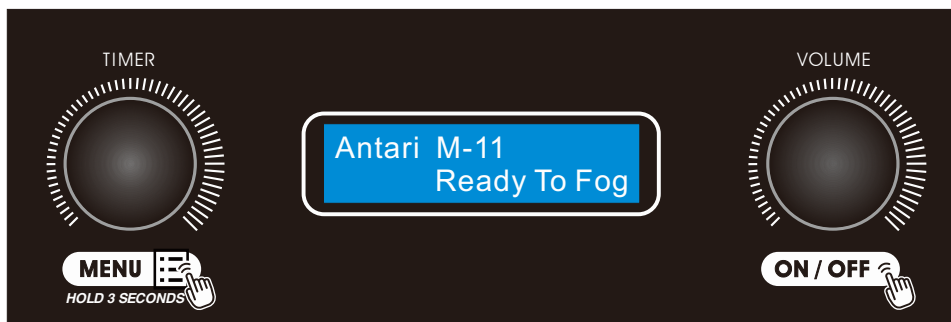 TIMER
VOLUME
Antari M-11
Ready To Fog
MENU
HOLD 3 SECONDS
ON / OFF